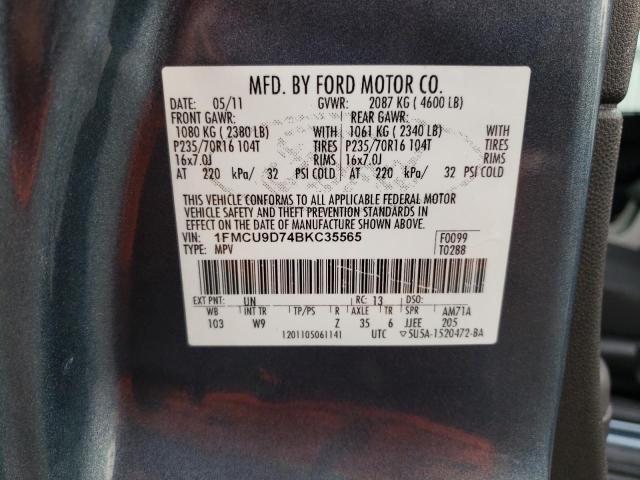 MFD. BY FORD MOTOR CO.
DATE: 05/11 GVWR: 2087 KG ( 4600 LB)
FRONT GAWR: REAR GAWR:
1080 KG ( 2380 LB) WITH 1061 KG ( 2340 LB) WITH
P235/70R16 104T TIRES P235/70R16 104T TIRES
16x7.0J RIMS 16x7.0J RIMS
AT 220 kPa/ 32 PSI COLD AT 220 kPa/ 32 PSI COLD
THIS VEHICLE CONFORMS TO ALL APPLICABLE FEDERAL MOTOR
VEHICLE SAFETY AND THEFT PREVENTION STANDARDS IN
EFFECT ON THE DATE OF MANUFACTURE SHOWN ABOVE.
VIN: 1FMCU9D74BKC35565 F0099
TYPE: MPV T0288
EXT PNT: UN RC: 13 DSO:
WB INT TR TP/PS R AXLE TR SPR AM71A
103 W9 Z 35 6 JJEE 205
1201105061141 UTC ▽5U5A-1520472-BA